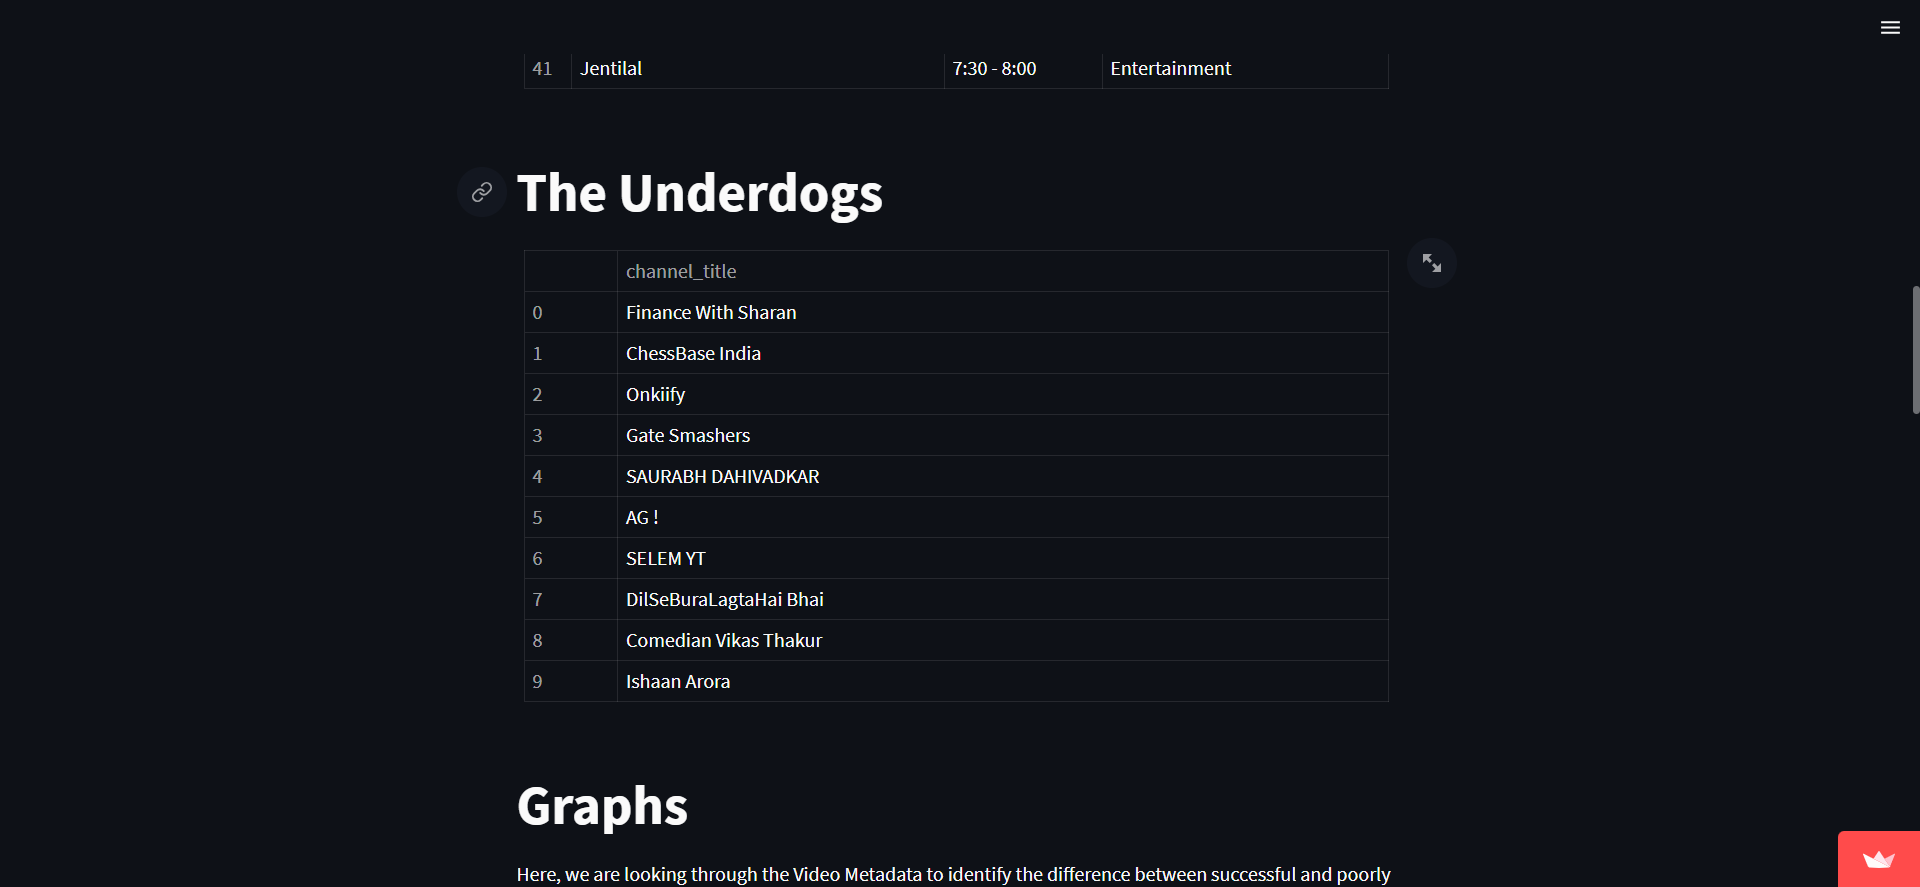 41 Jentilal 7:30 - 8:00 Entertainment
The Underdogs
channel_title
0 Finance With Sharan
1 ChessBase India
2 Onkiify
3 Gate Smashers
4 SAURABH DAHIVADKAR
5 AG !
6 SELEM YT
7 DilSeBuraLagtaHai Bhai
8 Comedian Vikas Thakur
9 Ishaan Arora
Graphs
Here, we are looking through the Video Metadata to identify the difference between successful and poorly